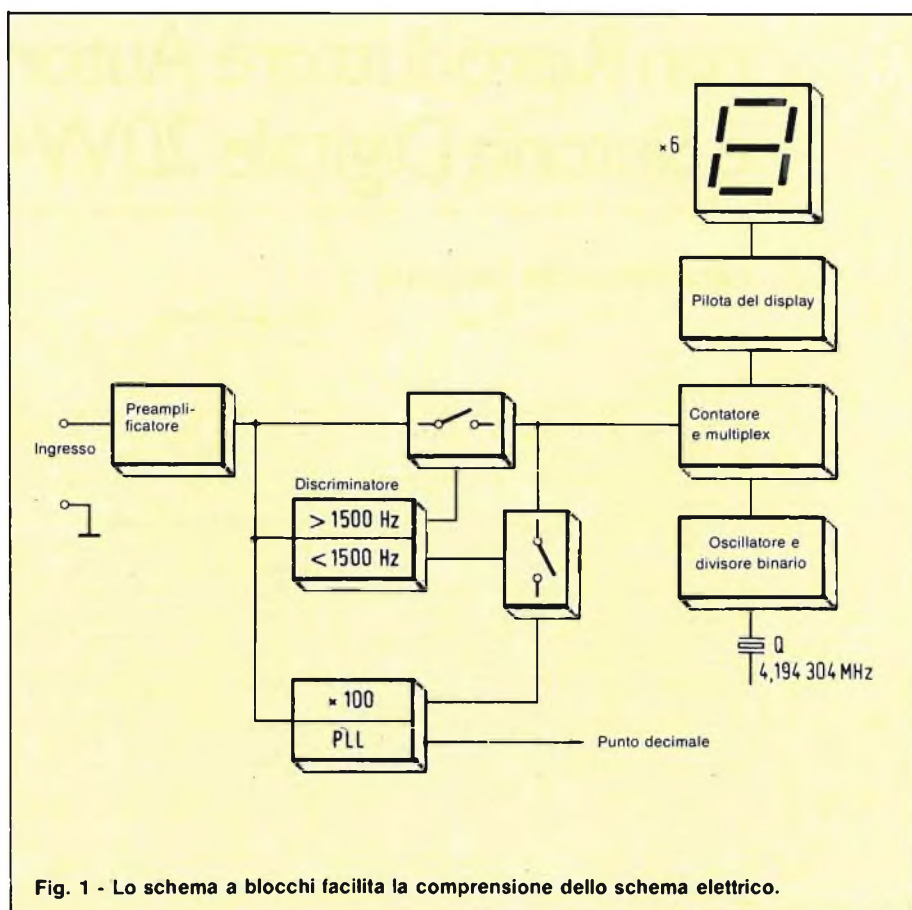 ×6
Pilota del display
Preampli-
ficatore
Contatore
e multiplex
Ingresso
Discriminatore
> 1500 Hz
< 1500 Hz
Oscillatore e
divisore binario
Q
4,194 304 MHz
× 100
PLL
Punto decimale
Fig. 1 - Lo schema a blocchi facilita la comprensione dello schema elettrico.